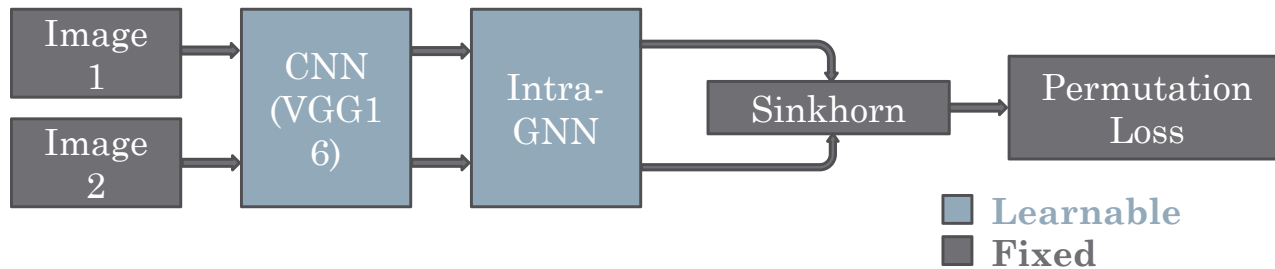 Image
1
Image
2
CNN
(VGG1
6)
Intra-
GNN
Sinkhorn
Permutation
Loss
Learnable
Fixed